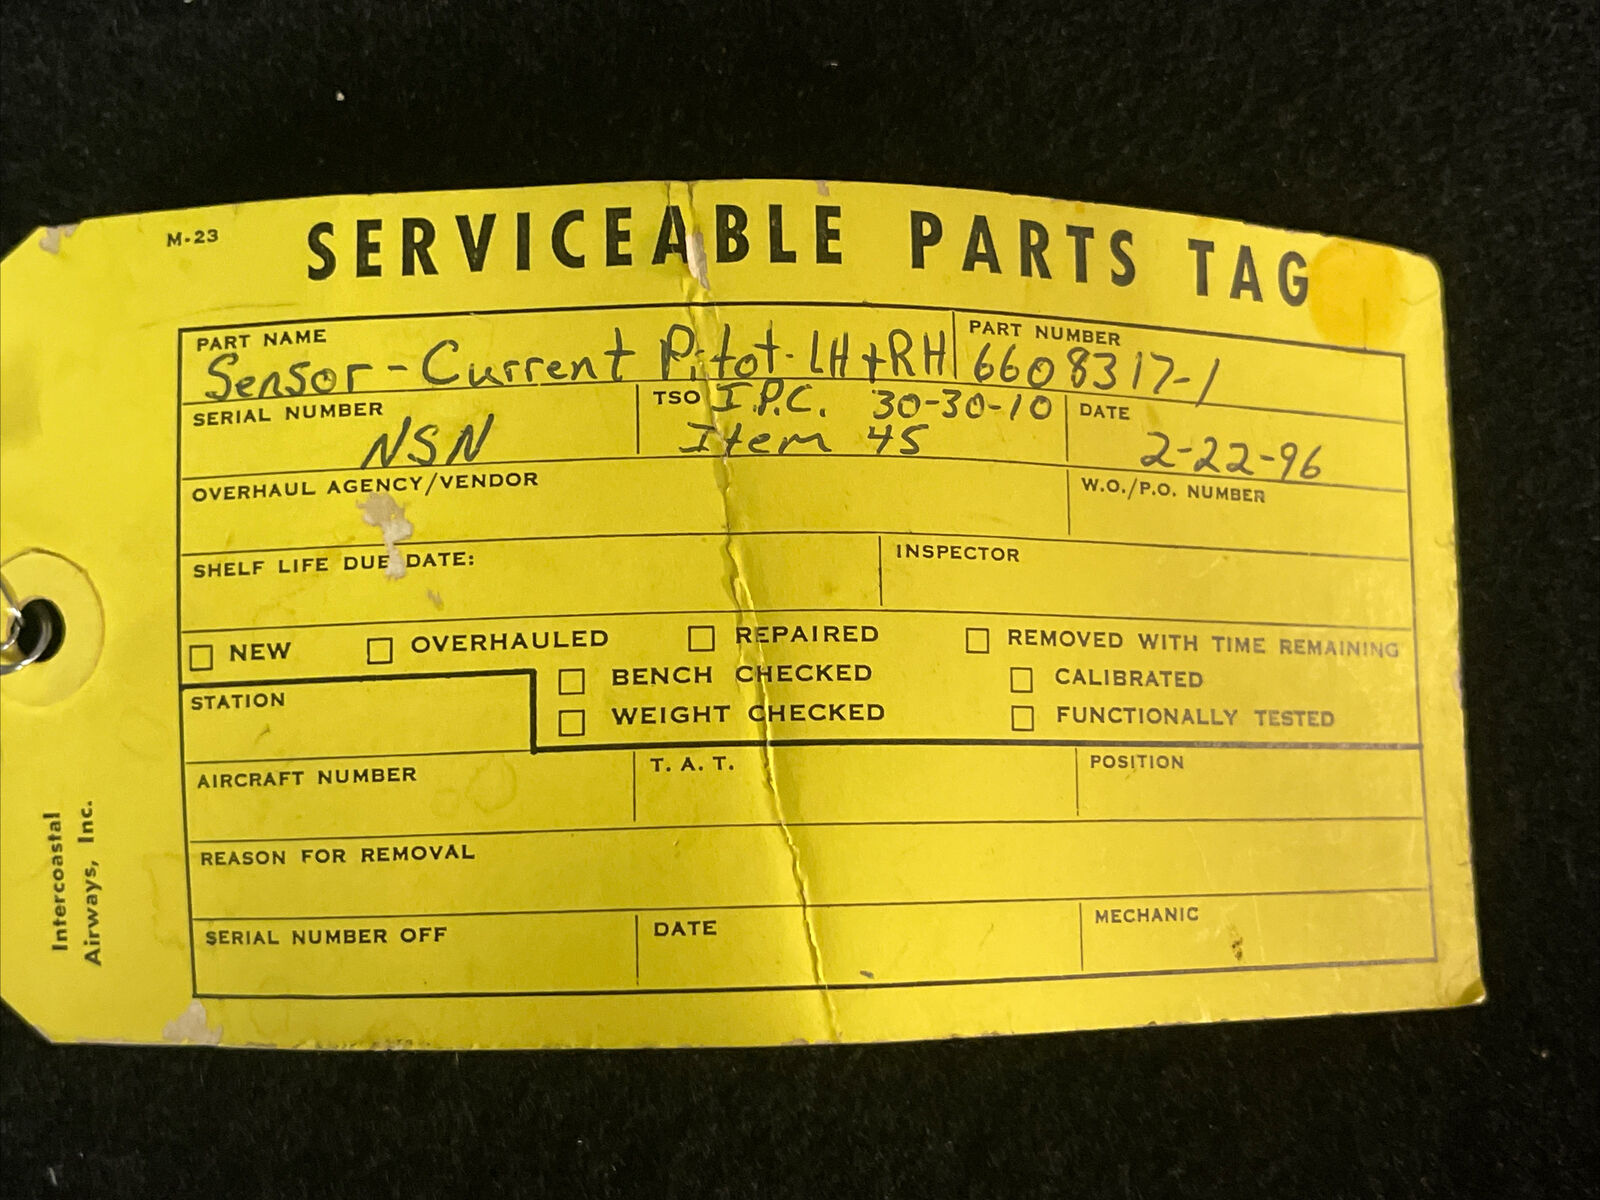 M-23
SERVICEABLE PARTS TAG
PART NAME
Sensor - Current Pitot - LH + RH
PART NUMBER
6608317-1
SERIAL NUMBER
NSN
TSO I.P.C. 30-30-10
Item 45
DATE
2-22-96
OVERHAUL AGENCY/VENDOR
W.O./P.O. NUMBER
SHELF LIFE DUE DATE:
INSPECTOR
NEW OVERHAULED REPAIRED REMOVED WITH TIME REMAINING
BENCH CHECKED CALIBRATED
WEIGHT CHECKED FUNCTIONALLY TESTED
STATION
AIRCRAFT NUMBER
T. A. T.
POSITION
REASON FOR REMOVAL
SERIAL NUMBER OFF
DATE
MECHANIC
Intercoastal
Airways, Inc.